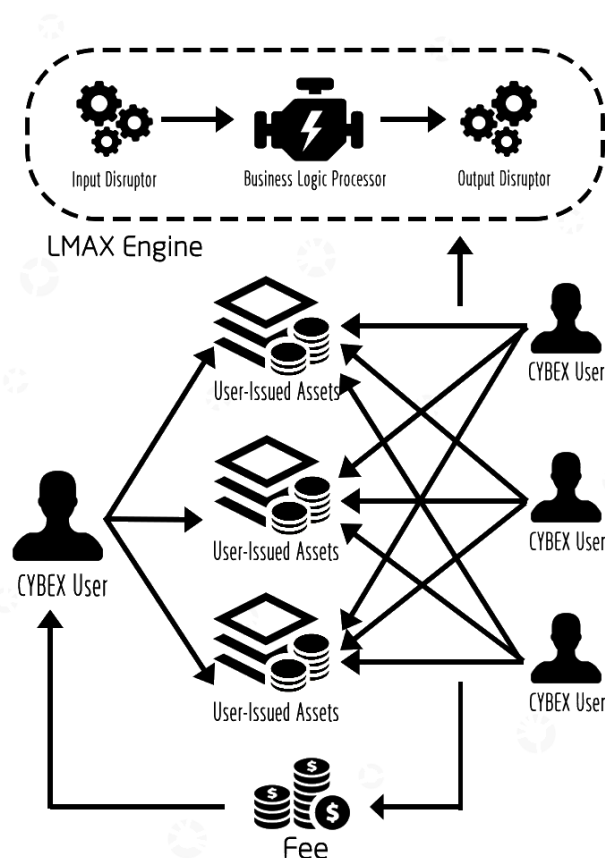 Input Disruptor
Business Logic Processor
Output Disruptor
LMAX Engine
User-Issued Assets
CYBEX User
User-Issued Assets
CYBEX User
CYBEX User
User-Issued Assets
CYBEX User
$
$
$
Fee